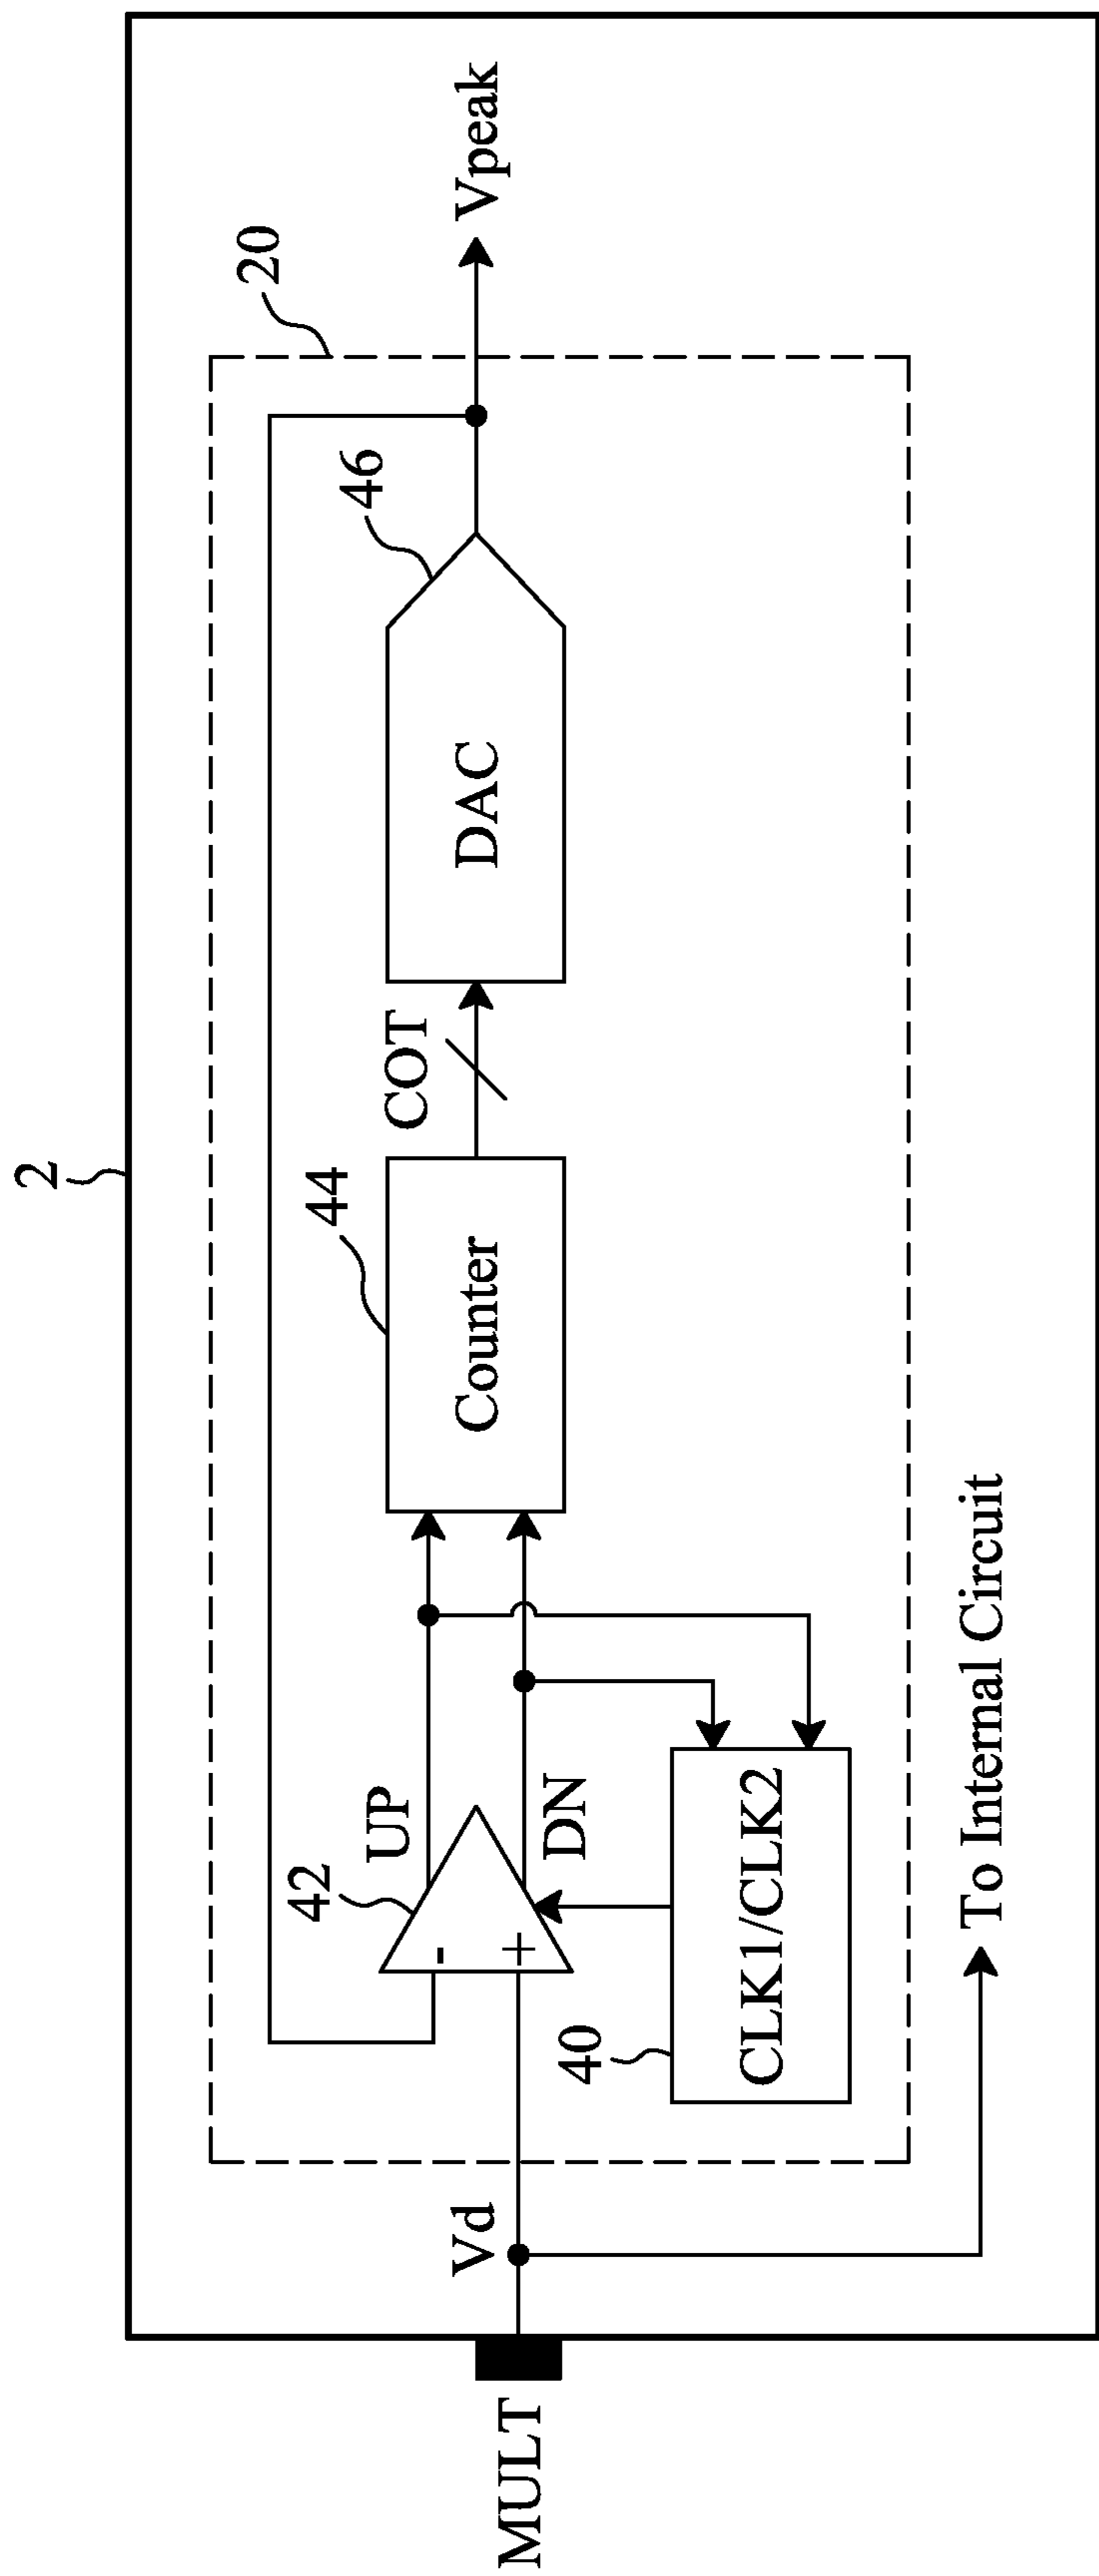 2
20
Vpeak
46
DAC
COT
44
Counter
42
UP
DN
-
+
40
CLK1/CLK2
Vd
MULT
To Internal Circuit